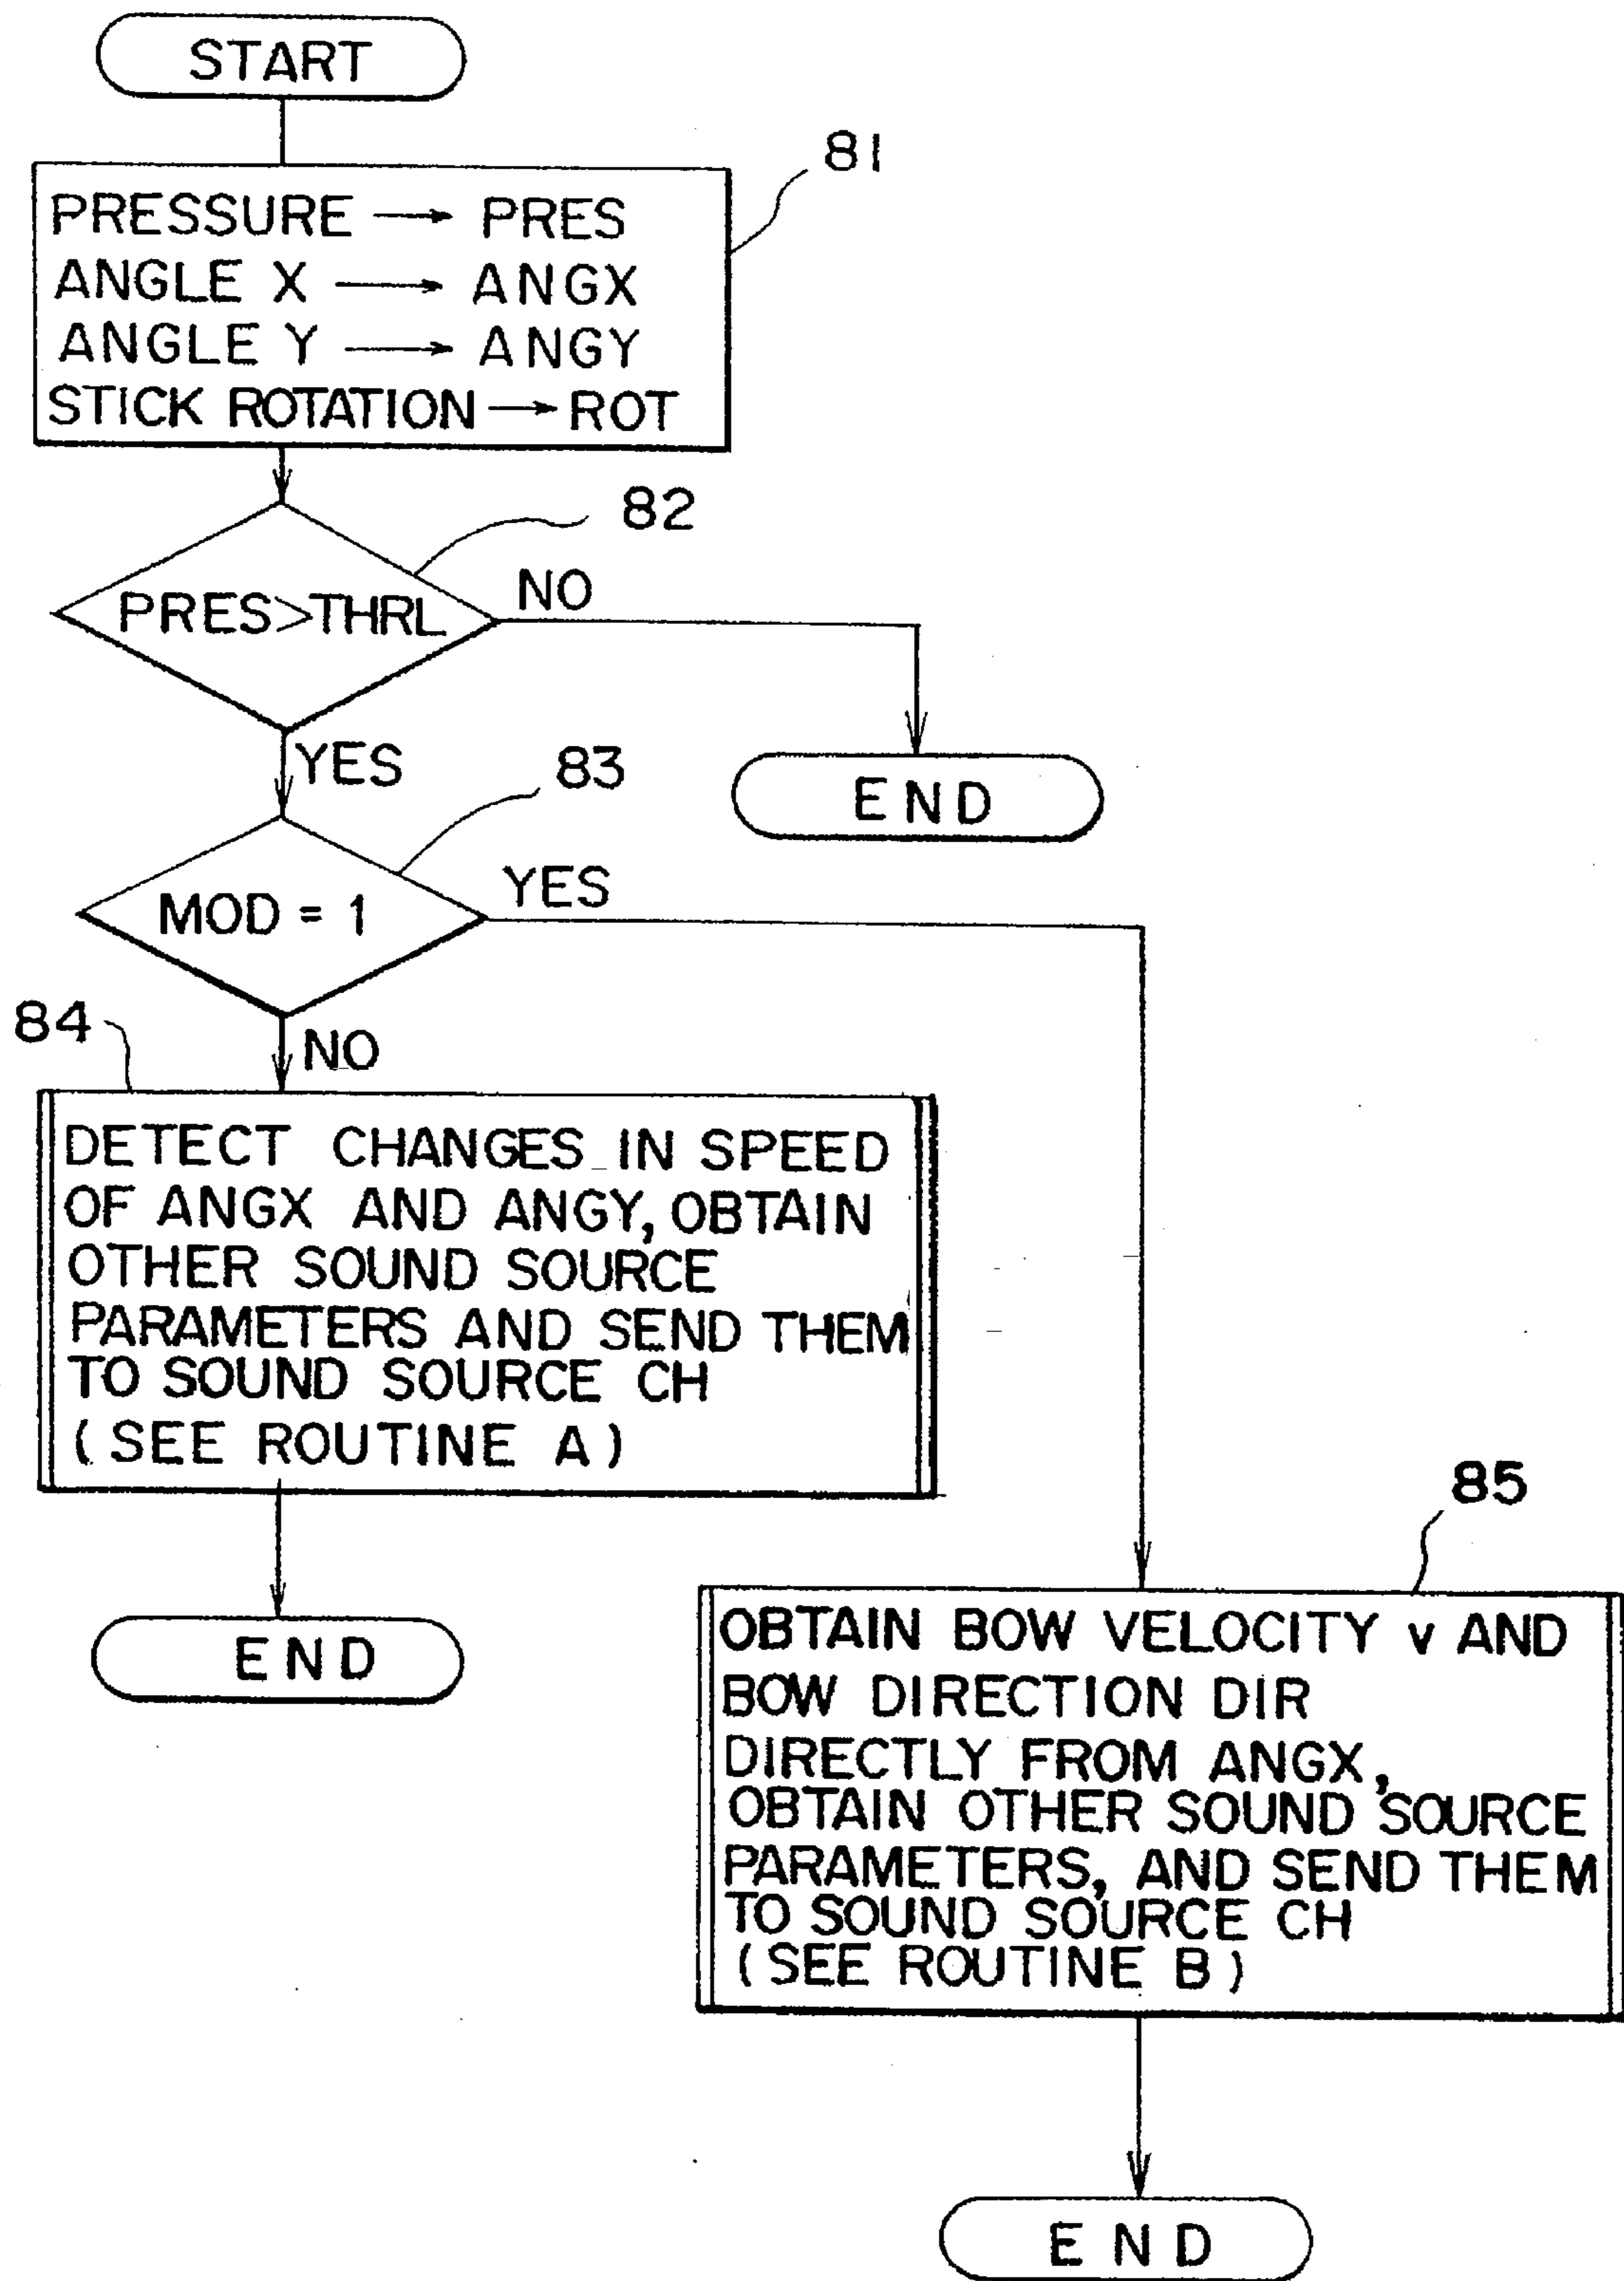 START
81
PRESSURE → PRES
ANGLE X → ANGX
ANGLE Y → ANGY
STICK ROTATION → ROT
82
PRES>THRL
NO
YES
END
83
MOD = 1
YES
NO
84
DETECT CHANGES IN SPEED
OF ANGX AND ANGY, OBTAIN
OTHER SOUND SOURCE
PARAMETERS AND SEND THEM
TO SOUND SOURCE CH
(SEE ROUTINE A)
END
85
OBTAIN BOW VELOCITY v AND
BOW DIRECTION DIR
DIRECTLY FROM ANGX,
OBTAIN OTHER SOUND SOURCE
PARAMETERS, AND SEND THEM
TO SOUND SOURCE CH
(SEE ROUTINE B)
END